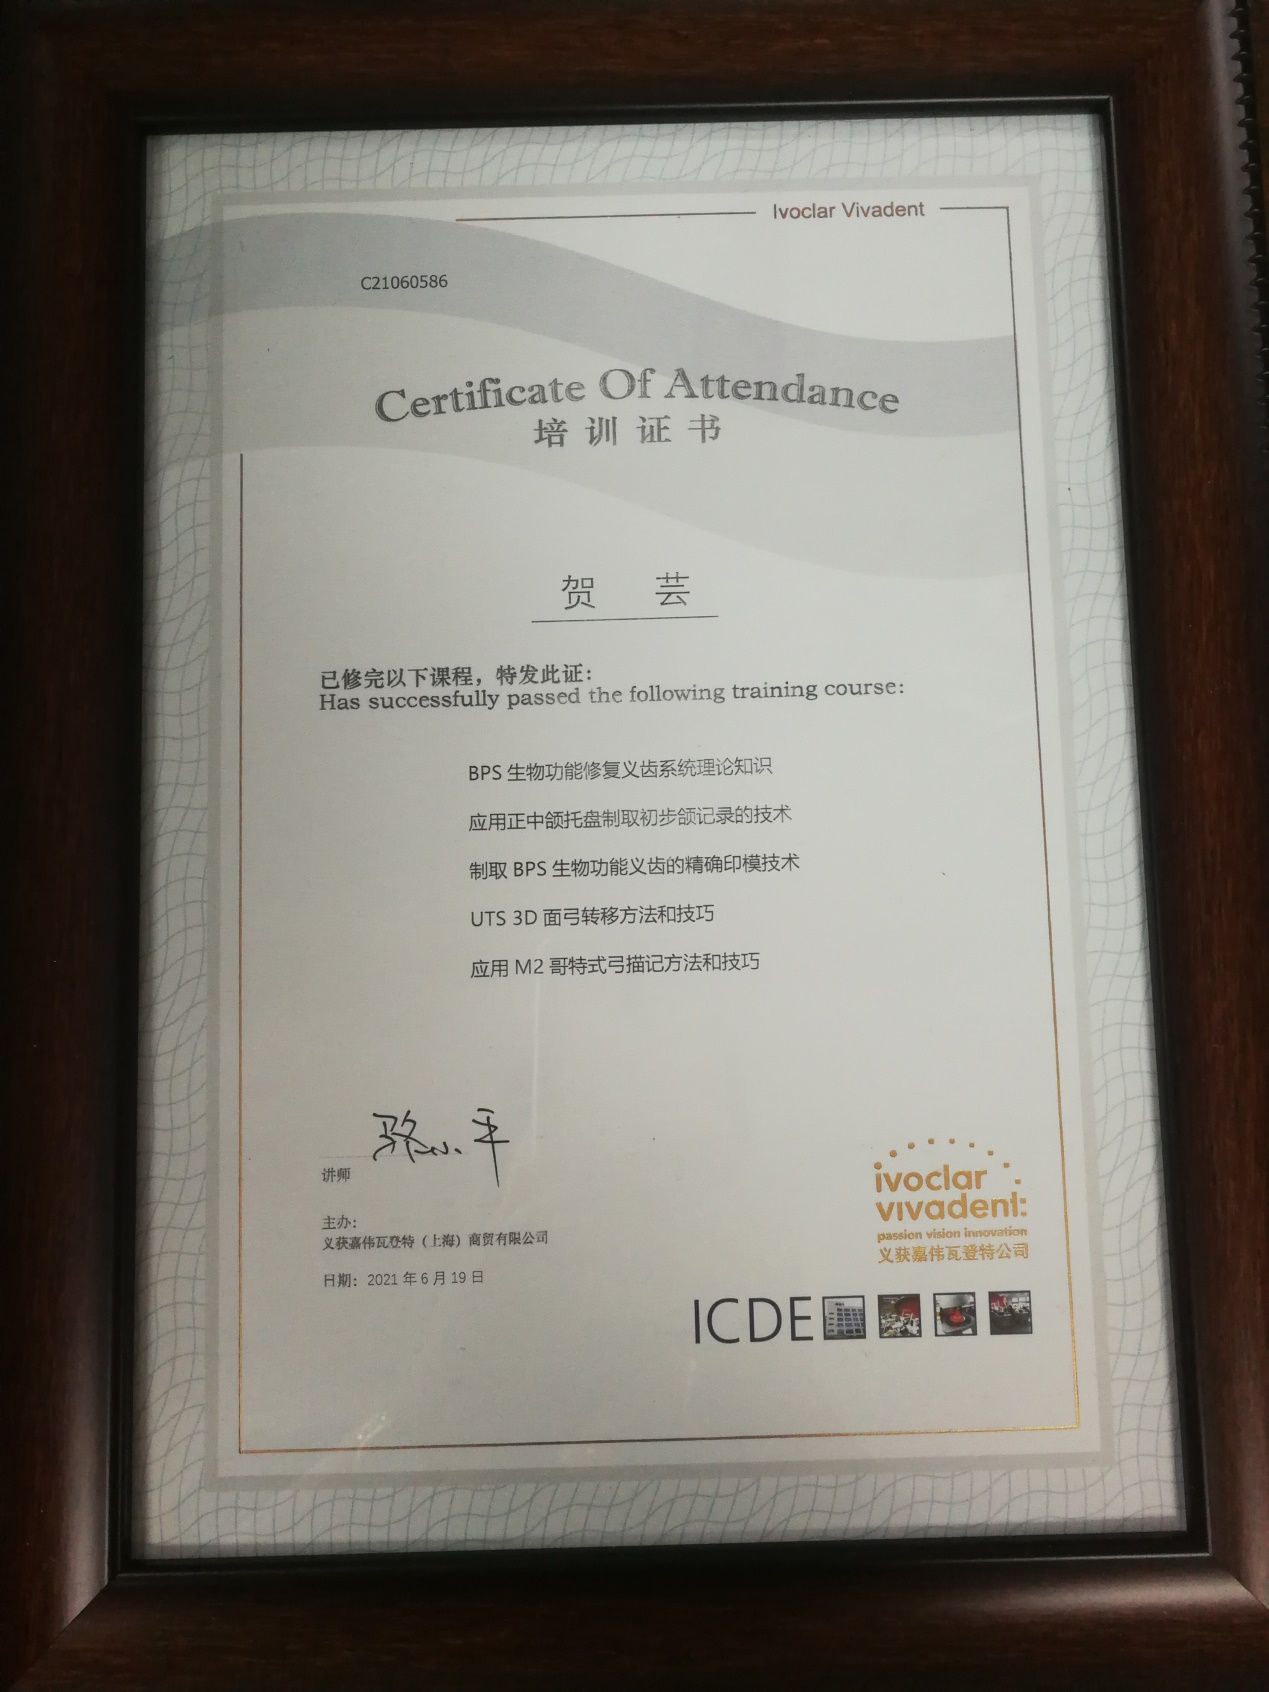 Ivoclar Vivadent
C21060586
Certificate Of Attendance
培训证书
贺 芸
已修完以下课程，特发此证：
Has successfully passed the following training course:
BPS 生物功能修复义齿系统理论知识
应用正中颌托盘制取初步颌记录的技术
制取 BPS 生物功能义齿的精确印模技术
UTS 3D 面弓转移方法和技巧
应用 M2 哥特式弓描记方法和技巧
骆小平
讲师
主办：
义获嘉伟瓦登特（上海）商贸有限公司
日期：2021 年 6 月 19 日
ivoclar
vivadent:
passion vision innovation
义获嘉伟瓦登特公司
ICDE